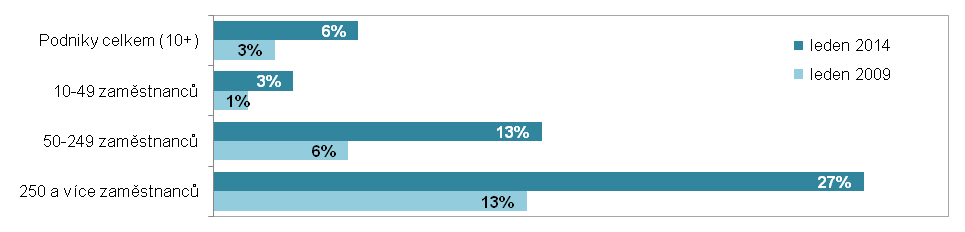 Podniky celkem (10+)
6%
3%
10-49 zaměstnanců
3%
1%
50-249 zaměstnanců
13%
6%
250 a více zaměstnanců
27%
13%
leden 2014
leden 2009